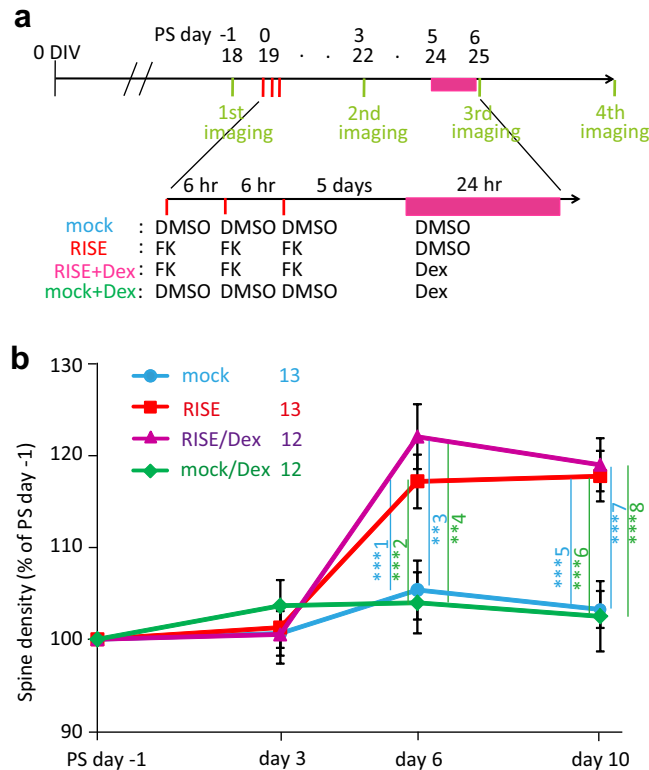 a
PS day -1 0 3 5 6
0 DIV 18 19 · · 22 · 24 25
1st imaging 2nd imaging 3rd imaging 4th imaging
6 hr 6 hr 5 days 24 hr
mock : DMSO DMSO DMSO DMSO
RISE : FK FK FK DMSO
RISE+Dex : FK FK FK Dex
mock+Dex : DMSO DMSO DMSO Dex
b
130
120
110
100
90
Spine density (% of PS day -1)
mock 13
RISE 13
RISE/Dex 12
mock/Dex 12
***1
***2
**3
**4
***5
***6
***7
***8
PS day -1 day 3 day 6 day 10